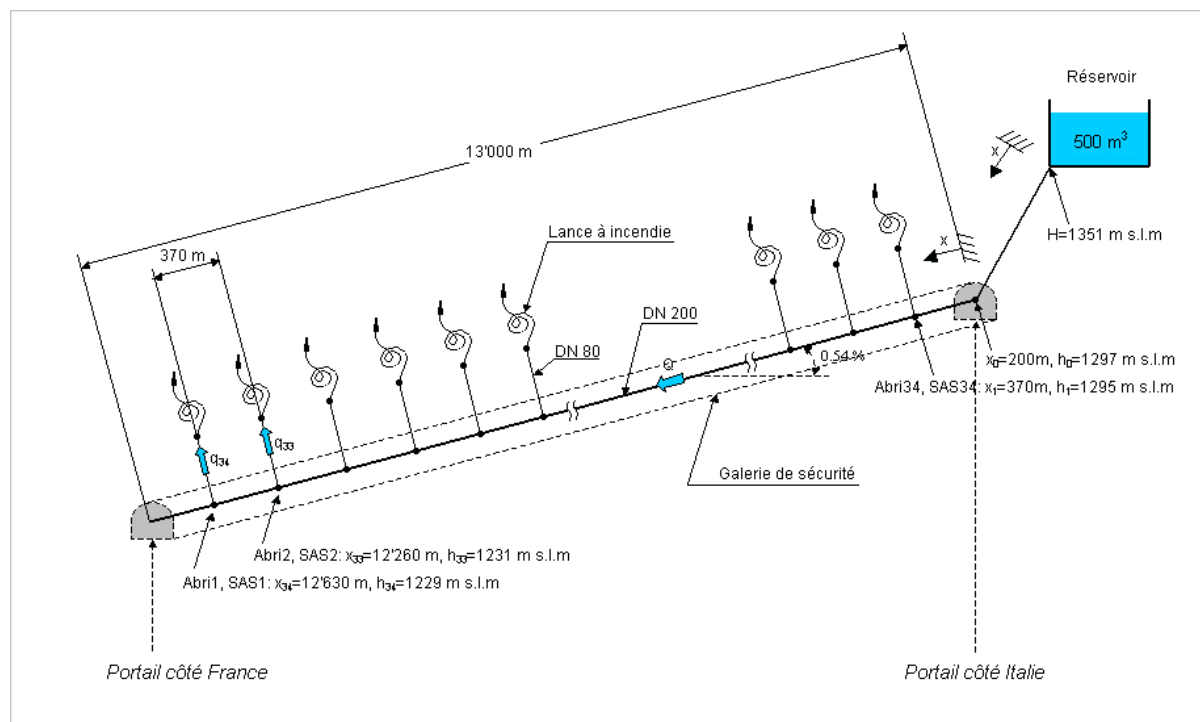 Réservoir
500 m³
13'000 m
x
H=1351 m s.l.m
Lance à incendie
x
370 m
DN 200
DN 80
Q
0.54%
x₀=200m, h₀=1297 m s.l.m
Abri34, SAS34: x₁=370m, h₁=1295 m s.l.m
q₃₃
q₃₄
Galerie de sécurité
Abri2, SAS2: x₃₃=12'260 m, h₃₃=1231 m s.l.m
Abri1, SAS1: x₃₄=12'630 m, h₃₄=1229 m s.l.m
Portail côté France
Portail côté Italie